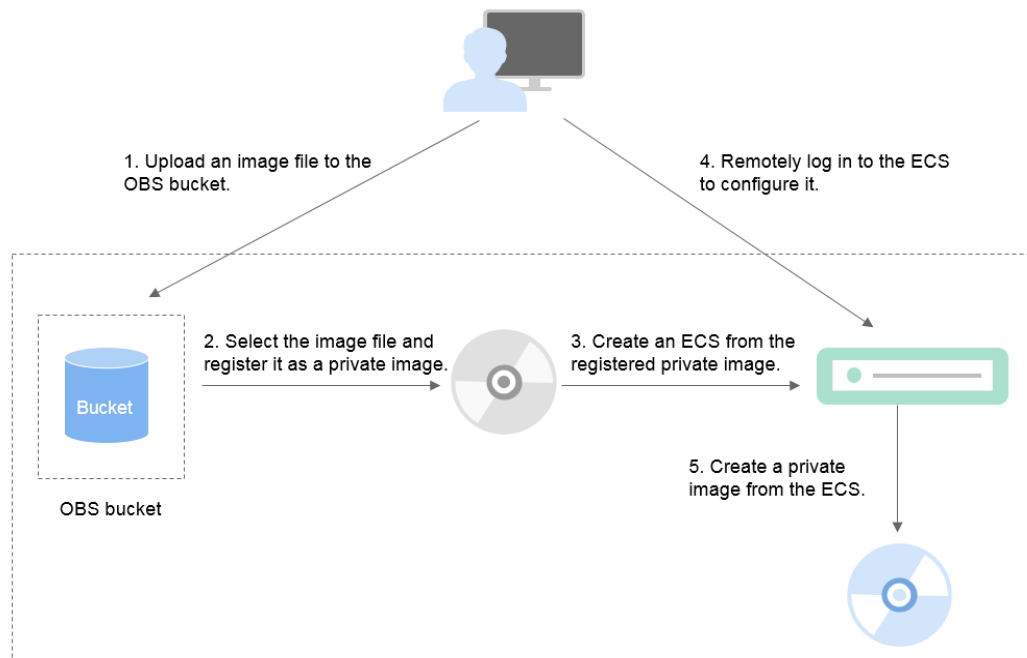 1. Upload an image file to the
OBS bucket.
4. Remotely log in to the ECS
to configure it.
2. Select the image file and
register it as a private image.
3. Create an ECS from the
registered private image.
Bucket
OBS bucket
5. Create a private
image from the ECS.